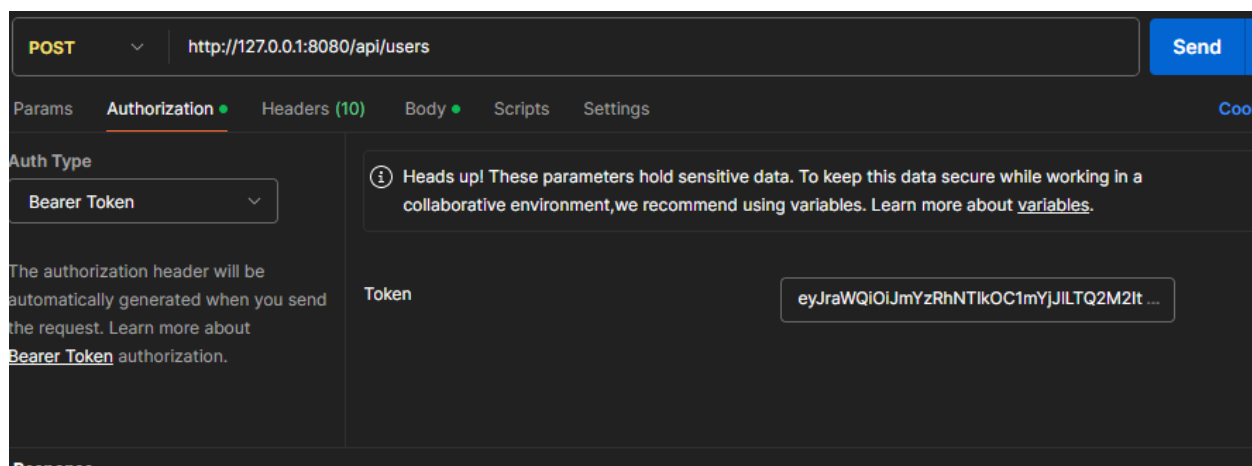 POST http://127.0.0.1:8080/api/users Send
Params Authorization Headers (10) Body Scripts Settings Coo
Auth Type
Bearer Token
The authorization header will be
automatically generated when you send
the request. Learn more about
Bearer Token authorization.
Heads up! These parameters hold sensitive data. To keep this data secure while working in a
collaborative environment,we recommend using variables. Learn more about variables.
Token eyJraWQiOiJmYzRhNTlkOC1mYjJlLTQ2M2It ...